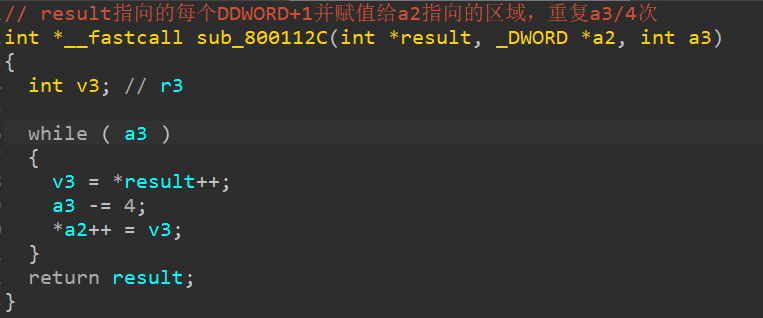 // result指向的每个DDWORD+1并赋值给a2指向的区域，重复a3/4次
int *__fastcall sub_800112C(int *result, _DWORD *a2, int a3)
{
  int v3; // r3

  while ( a3 )
  {
    v3 = *result++;
    a3 -= 4;
    *a2++ = v3;
  }
  return result;
}